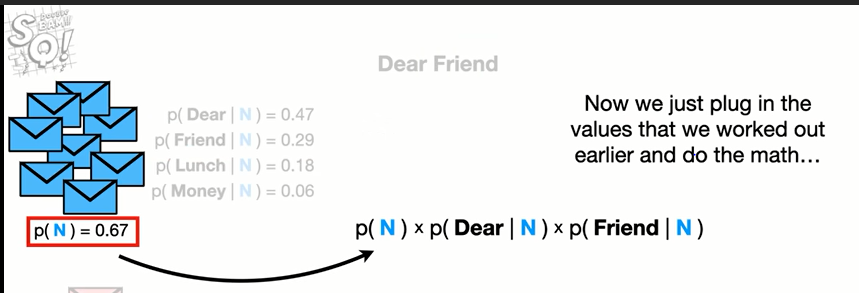 SQ!
Dear Friend
p( Dear | N ) = 0.47
p( Friend | N ) = 0.29
p( Lunch | N ) = 0.18
p( Money | N ) = 0.06
p( N ) = 0.67
Now we just plug in the
values that we worked out
earlier and do the math…
p( N ) x p( Dear | N ) x p( Friend | N )